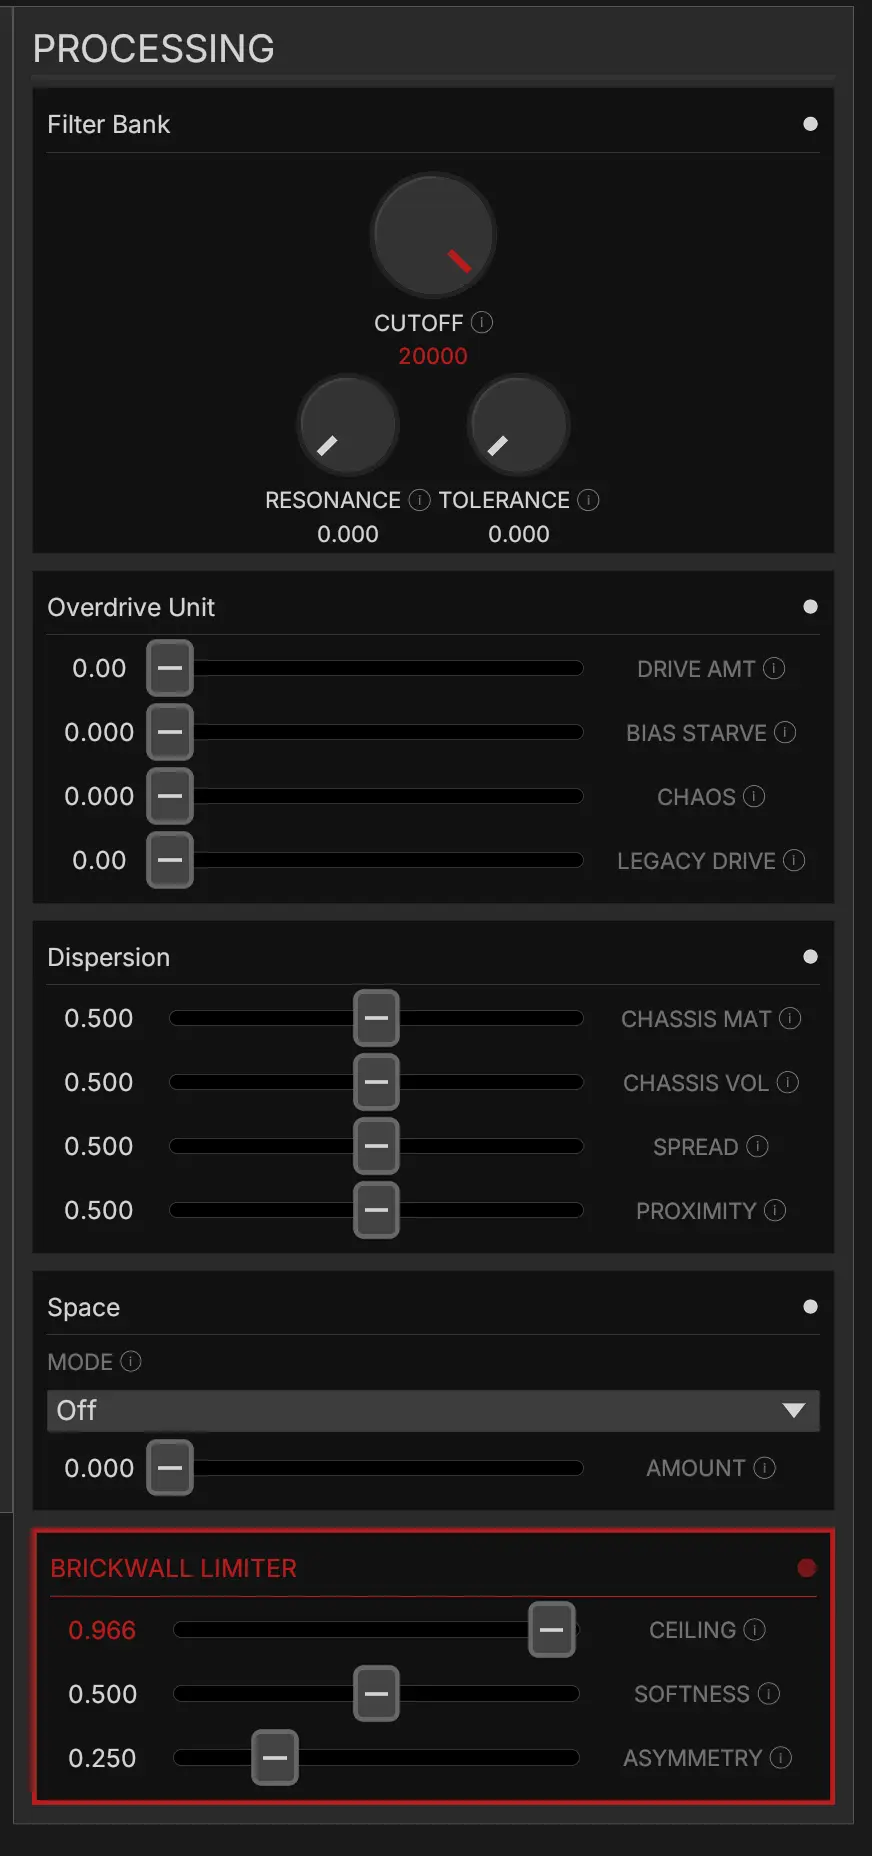 PROCESSING
Filter Bank
CUTOFF
20000
RESONANCE TOLERANCE
0.000 0.000
Overdrive Unit
0.00 DRIVE AMT
0.000 BIAS STARVE
0.000 CHAOS
0.00 LEGACY DRIVE
Dispersion
0.500 CHASSIS MAT
0.500 CHASSIS VOL
0.500 SPREAD
0.500 PROXIMITY
Space
MODE
Off
0.000 AMOUNT
BRICKWALL LIMITER
0.966 CEILING
0.500 SOFTNESS
0.250 ASYMMETRY